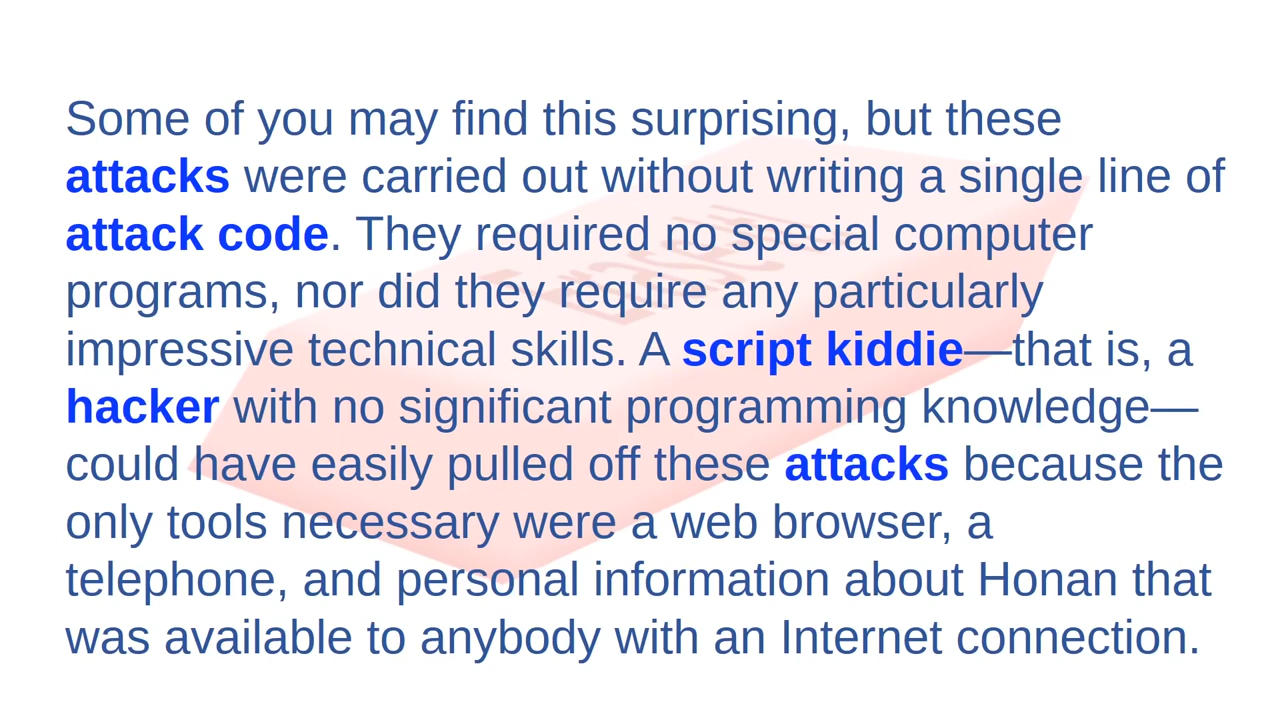 Some of you may find this surprising, but these
attacks were carried out without writing a single line of
attack code. They required no special computer
programs, nor did they require any particularly
impressive technical skills. A script kiddie—that is, a
hacker with no significant programming knowledge—
could have easily pulled off these attacks because the
only tools necessary were a web browser, a
telephone, and personal information about Honan that
was available to anybody with an Internet connection.